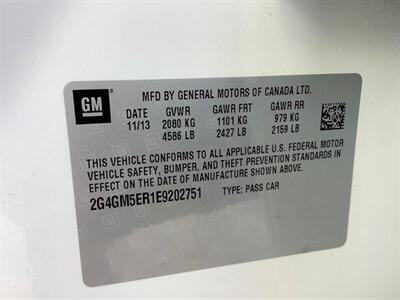 GM
MFD BY GENERAL MOTORS OF CANADA LTD.
DATE GVWR GAWR FRT GAWR RR
11/13 2080 KG 1101 KG 979 KG
4586 LB 2427 LB 2159 LB
THIS VEHICLE CONFORMS TO ALL APPLICABLE U.S. FEDERAL MOTOR
VEHICLE SAFETY, BUMPER, AND THEFT PREVENTION STANDARDS
IN EFFECT ON THE DATE OF MANUFACTURE SHOWN ABOVE.
2G4GM5ER1E9202751 TYPE: PASS CAR